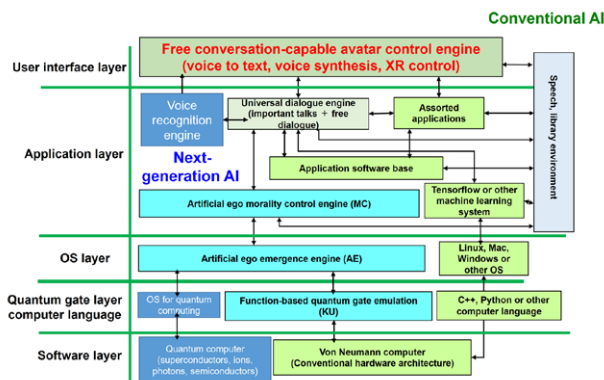 Conventional AI
Free conversation-capable avatar control engine
(voice to text, voice synthesis, XR control)
User interface layer
Speech, library environment
Voice
recognition
engine
Universal dialogue engine
(important talks + free
dialogue)
Assorted
applications
Next-
generation AI
Application layer
Application software base
Artificial ego morality control engine (MC)
Tensorflow or other
machine learning
system
OS layer
Artificial ego emergence engine (AE)
Linux, Mac,
Windows or
other OS
Quantum gate layer
computer language
OS for quantum
computing
Function-based quantum gate emulation
(KU)
C++, Python or other
computer language
Software layer
Quantum computer
(superconductors. ions,
photons, semiconductors)
Von Neumann computer
(Conventional hardware architecture)